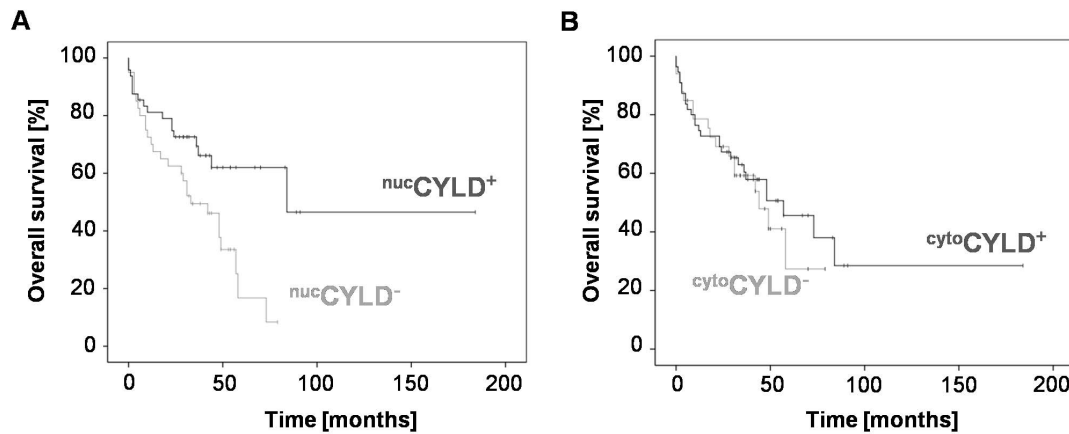 A
Overall survival [%]
100
80
60
40
20
0
nucCYLD+
nucCYLD-
0
50
100
150
200
Time [months]
B
Overall survival [%]
100
80
60
40
20
0
cytoCYLD+
cytoCYLD-
0
50
100
150
200
Time [months]